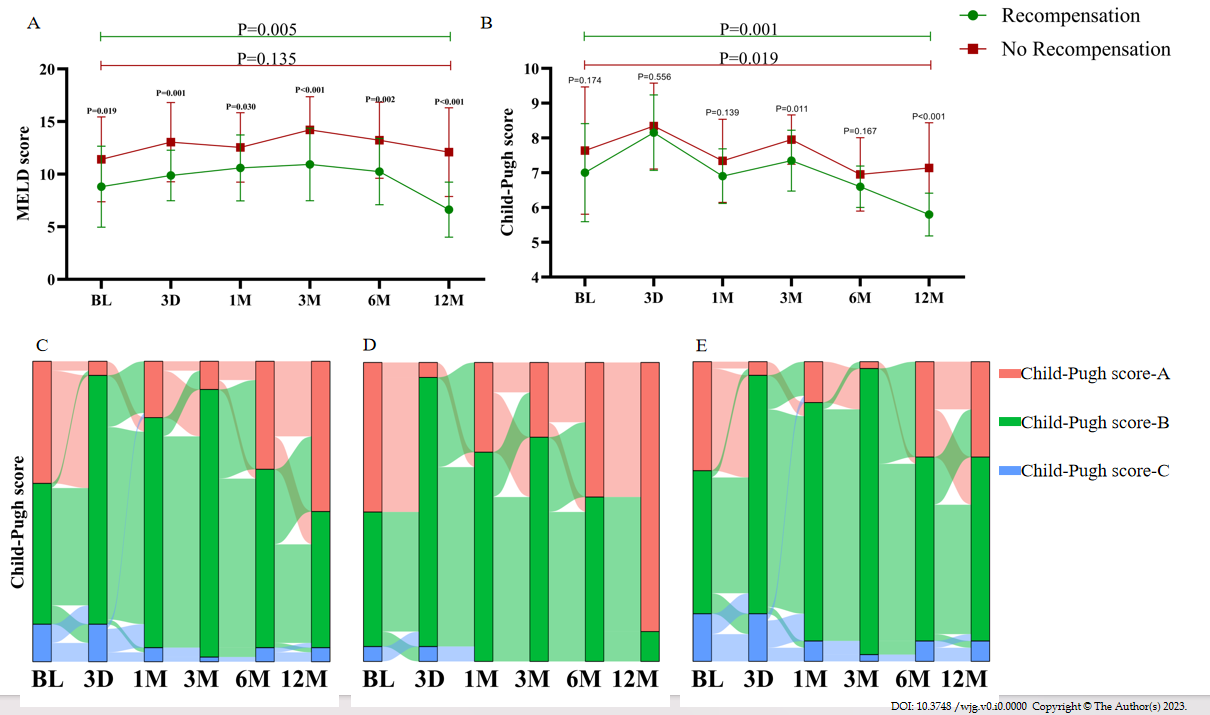 A
P=0.005
P=0.135
MELD score
20
15
10
5
0
P=0.019
P=0.001
P=0.030
P<0.001
P=0.002
P<0.001
BL 3D 1M 3M 6M 12M
B
P=0.001
P=0.019
Child-Pugh score
10
9
8
7
6
5
4
P=0.174
P=0.556
P=0.139
P=0.011
P=0.167
P<0.001
BL 3D 1M 3M 6M 12M
Recompensation
No Recompensation
C
Child-Pugh score
BL 3D 1M 3M 6M 12M
D
BL 3D 1M 3M 6M 12M
E
BL 3D 1M 3M 6M 12M
Child-Pugh score-A
Child-Pugh score-B
Child-Pugh score-C
DOI: 10.3748 /wjg.v0.i0.0000 Copyright © The Author(s) 2023.